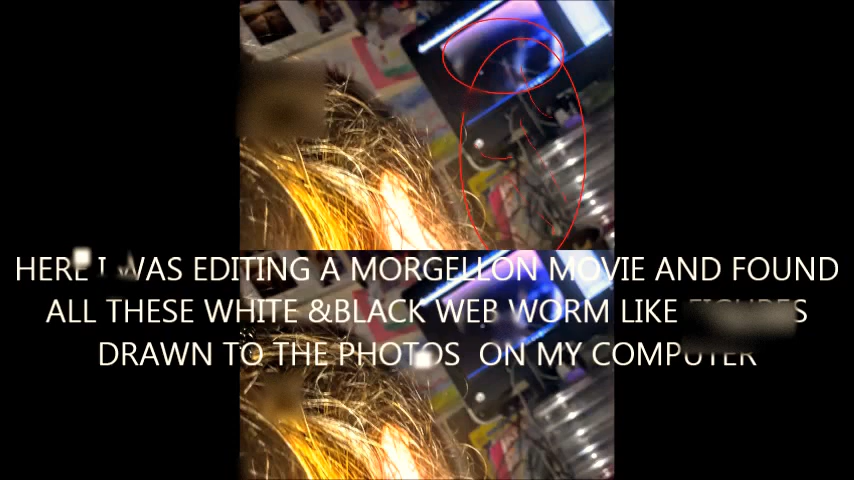 HERE I WAS EDITING A MORGELLON MOVIE AND FOUND
ALL THESE WHITE &BLACK WEB WORM LIKE FIGURES
DRAWN TO THE PHOTOS ON MY COMPUTER